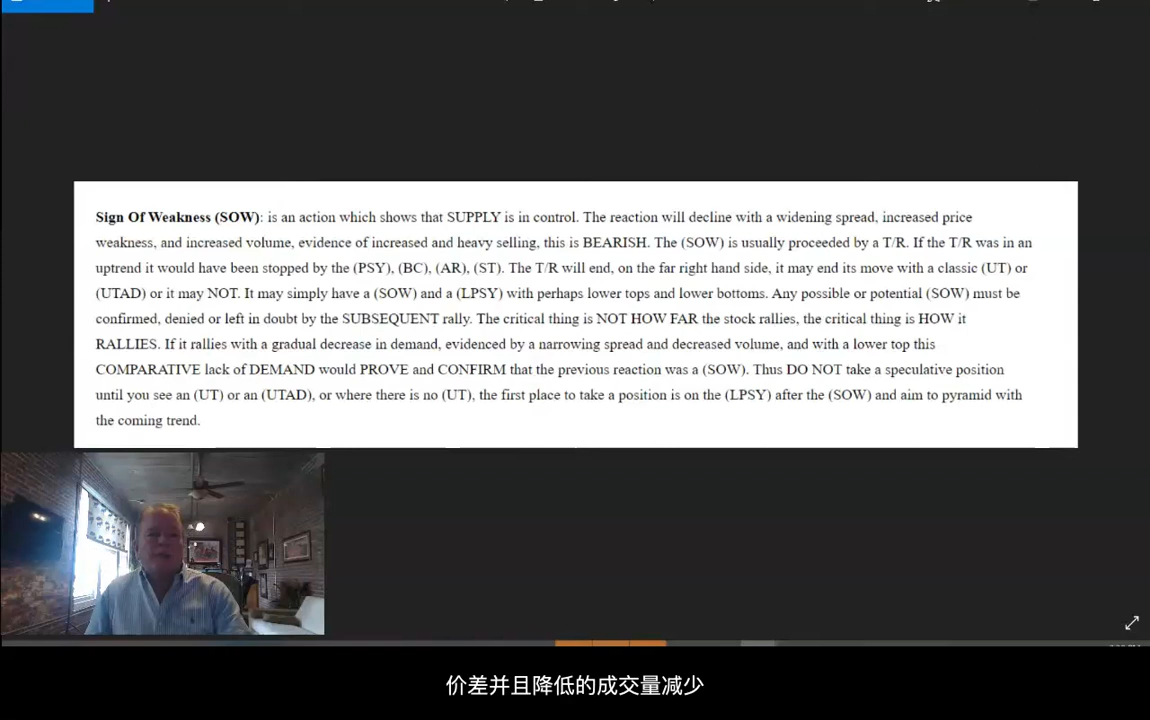 Sign Of Weakness (SOW): is an action which shows that SUPPLY is in control. The reaction will decline with a widening spread, increased price
weakness, and increased volume, evidence of increased and heavy selling, this is BEARISH. The (SOW) is usually proceeded by a T/R. If the T/R was in an
uptrend it would have been stopped by the (PSY), (BC), (AR), (ST). The T/R will end, on the far right hand side, it may end its move with a classic (UT) or
(UTAD) or it may NOT. It may simply have a (SOW) and a (LPSY) with perhaps lower tops and lower bottoms. Any possible or potential (SOW) must be
confirmed, denied or left in doubt by the SUBSEQUENT rally. The critical thing is NOT HOW FAR the stock rallies, the critical thing is HOW it
RALLIES. If it rallies with a gradual decrease in demand, evidenced by a narrowing spread and decreased volume, and with a lower top this
COMPARATIVE lack of DEMAND would PROVE and CONFIRM that the previous reaction was a (SOW). Thus DO NOT take a speculative position
until you see an (UT) or an (UTAD), or where there is no (UT), the first place to take a position is on the (LPSY) after the (SOW) and aim to pyramid with
the coming trend.
价差并且降低的成交量减少